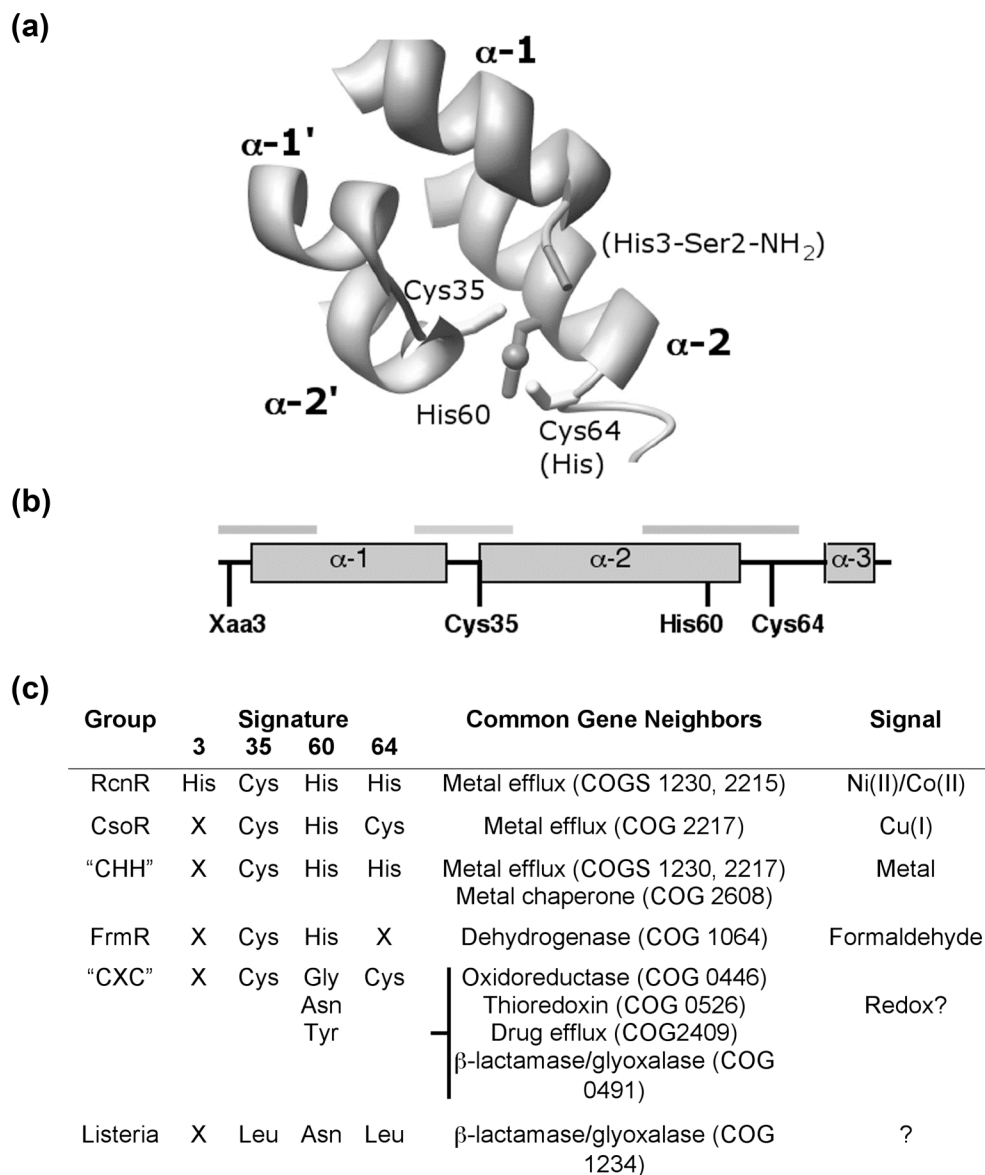 (a)
α-1
α-1'
(His3-Ser2-NH2)
Cys35
α-2
α-2'
His60
Cys64
(His)
(b)
α-1
α-2
α-3
Xaa3
Cys35
His60
Cys64
(c)
Group Signature Common Gene Neighbors Signal
3 35 60 64
RcnR His Cys His His Metal efflux (COGS 1230, 2215) Ni(II)/Co(II)
CsoR X Cys His Cys Metal efflux (COG 2217) Cu(I)
“CHH” X Cys His His Metal efflux (COGS 1230, 2217) Metal
Metal chaperone (COG 2608)
FrmR X Cys His X Dehydrogenase (COG 1064) Formaldehyde
“CXC” X Cys Gly Cys Oxidoreductase (COG 0446)
Asn Thioredoxin (COG 0526) Redox?
Tyr Drug efflux (COG2409)
β-lactamase/glyoxalase (COG
0491)
Listeria X Leu Asn Leu β-lactamase/glyoxalase (COG ?
1234)